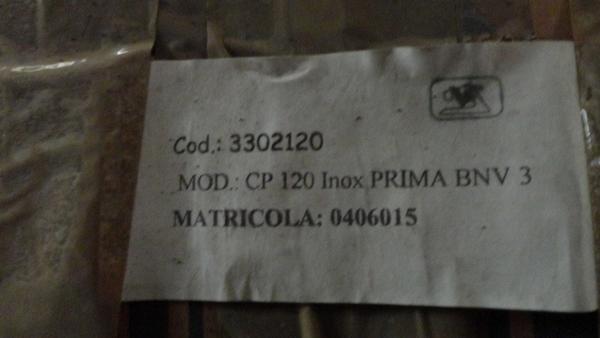 Cod.: 3302120
MOD.: CP 120 Inox PRIMA BNV 3
MATRICOLA: 0406015